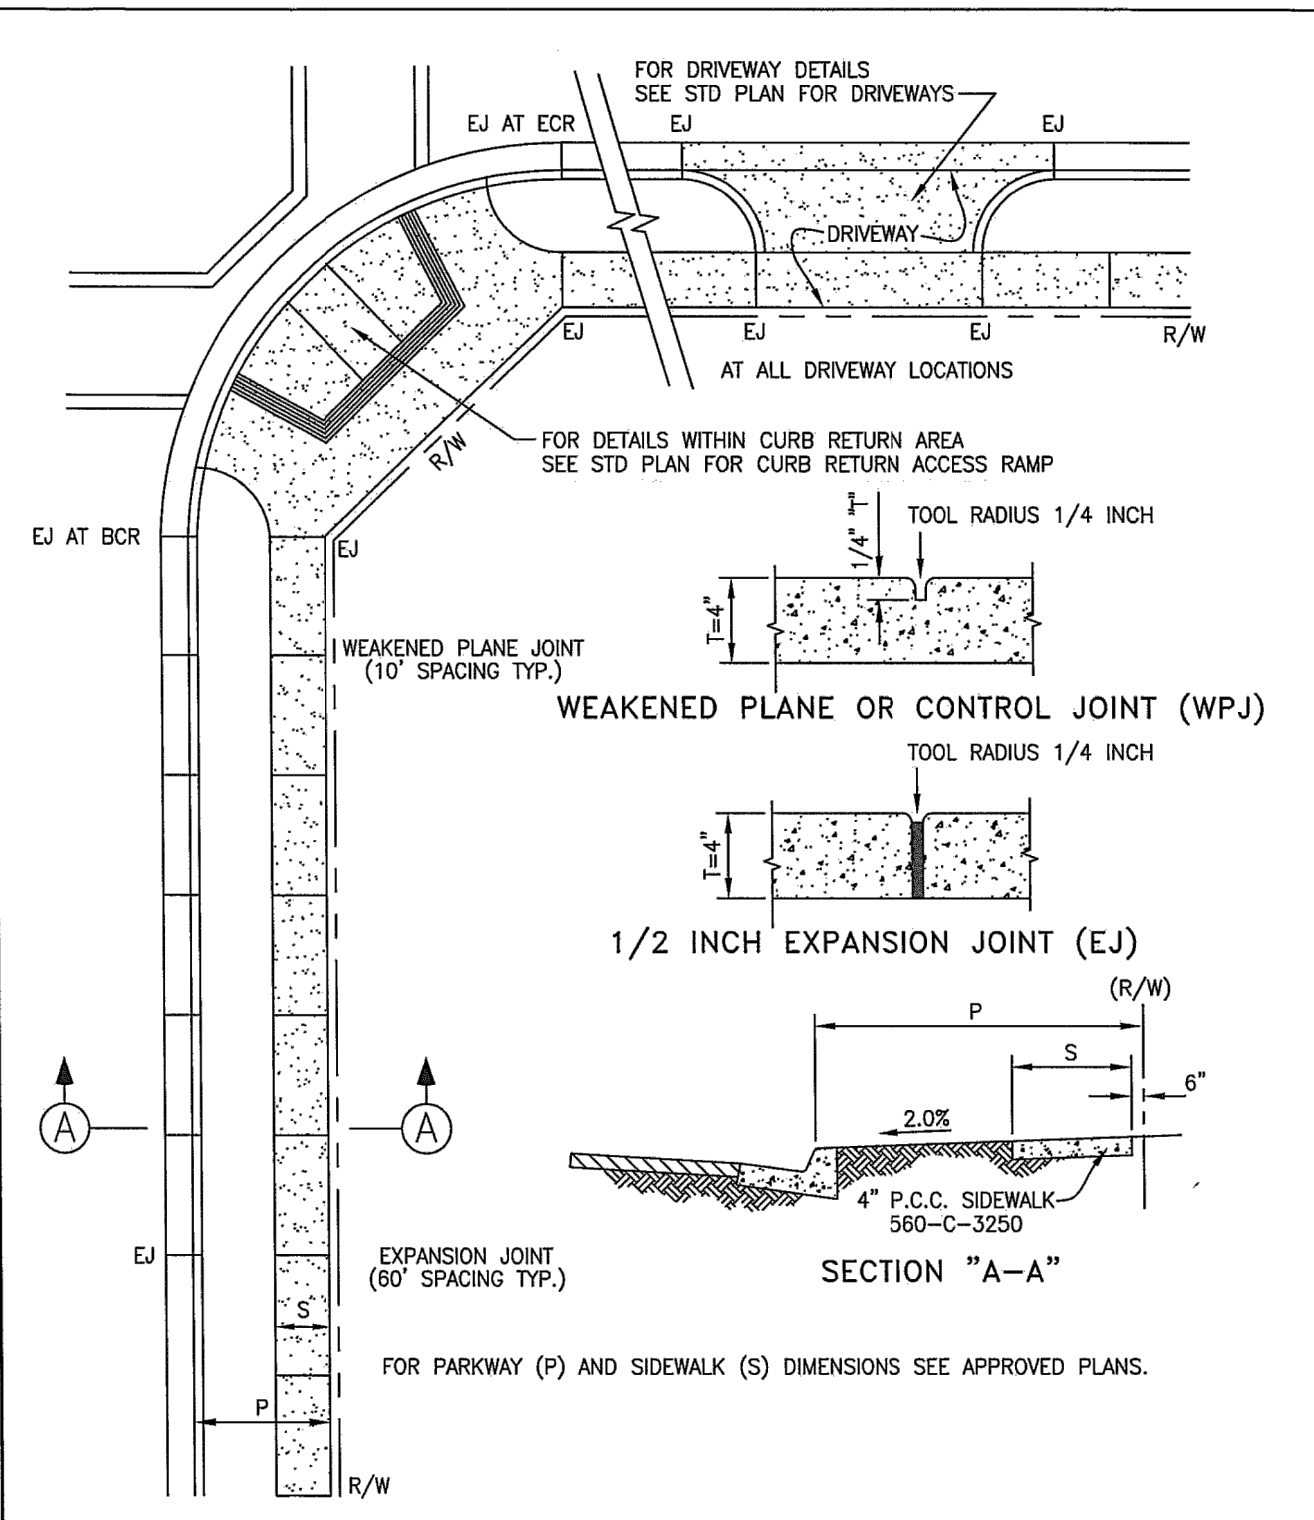 FOR DRIVEWAY DETAILS
SEE STD PLAN FOR DRIVEWAYS
EJ AT ECR
EJ
EJ
DRIVEWAY
EJ
EJ
EJ
R/W
AT ALL DRIVEWAY LOCATIONS
FOR DETAILS WITHIN CURB RETURN AREA
SEE STD PLAN FOR CURB RETURN ACCESS RAMP
R/W
EJ AT BCR
EJ
1/4" "T"
TOOL RADIUS 1/4 INCH
T=4"
WEAKENED PLANE JOINT
(10' SPACING TYP.)
WEAKENED PLANE OR CONTROL JOINT (WPJ)
TOOL RADIUS 1/4 INCH
T=4"
1/2 INCH EXPANSION JOINT (EJ)
(R/W)
P
S
6"
2.0%
A
A
4" P.C.C. SIDEWALK
560-C-3250
SECTION "A-A"
EJ
EXPANSION JOINT
(60' SPACING TYP.)
S
FOR PARKWAY (P) AND SIDEWALK (S) DIMENSIONS SEE APPROVED PLANS.
P
R/W